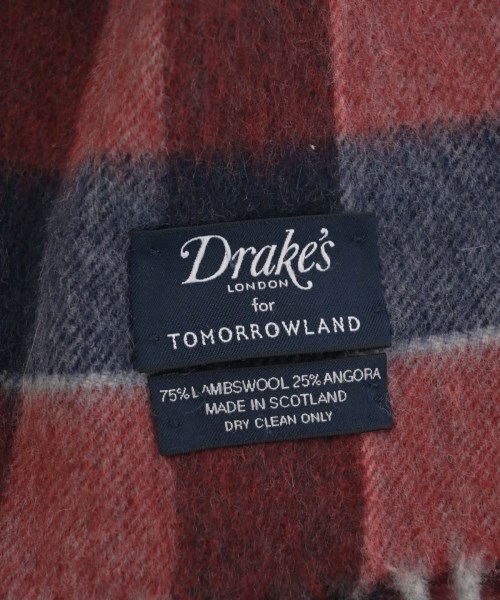 Drake's
LONDON
for
TOMORROWLAND
75% LAMBSWOOL 25% ANGORA
MADE IN SCOTLAND
DRY CLEAN ONLY